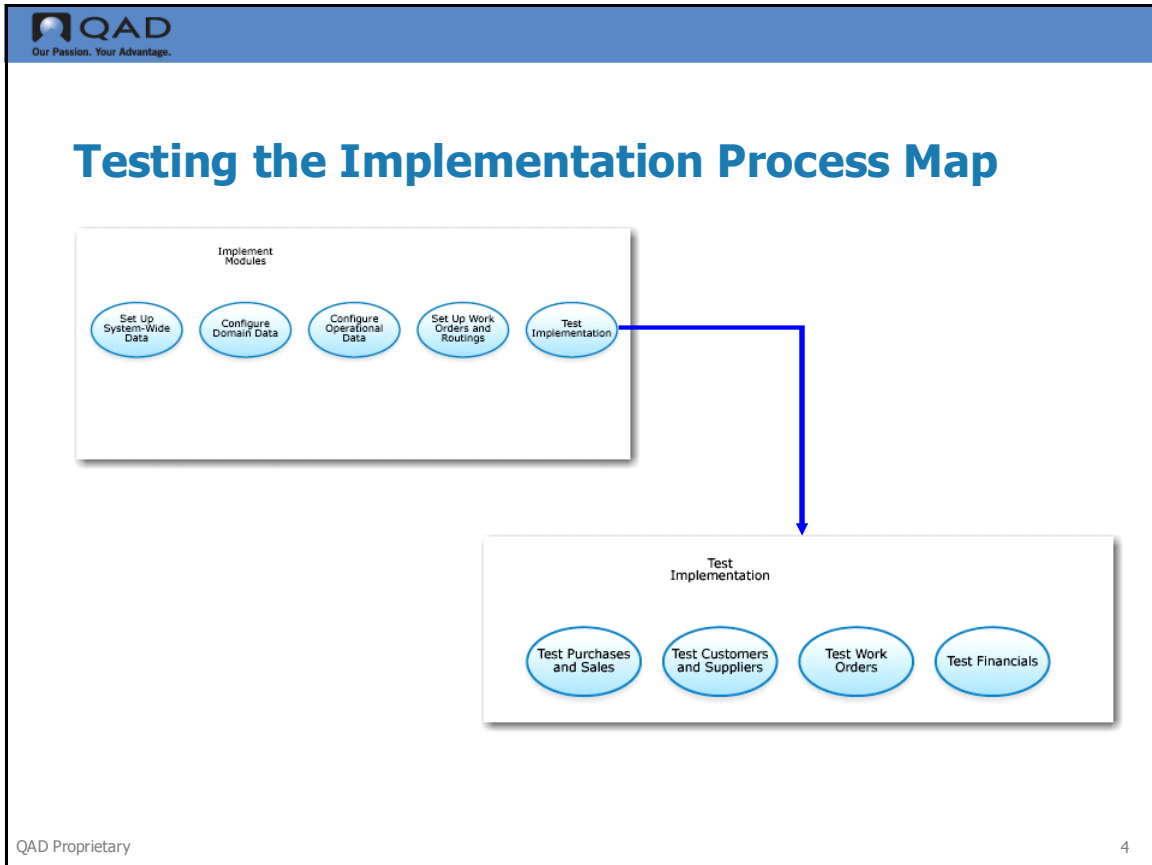 QAD
Our Passion. Your Advantage.
Testing the Implementation Process Map
Implement
Modules
Set Up
System-Wide
Data
Configure
Domain Data
Configure
Operational
Data
Set Up Work
Orders and
Routings
Test
Implementation
Test
Implementation
Test Purchases
and Sales
Test Customers
and Suppliers
Test Work
Orders
Test Financials
QAD Proprietary
4